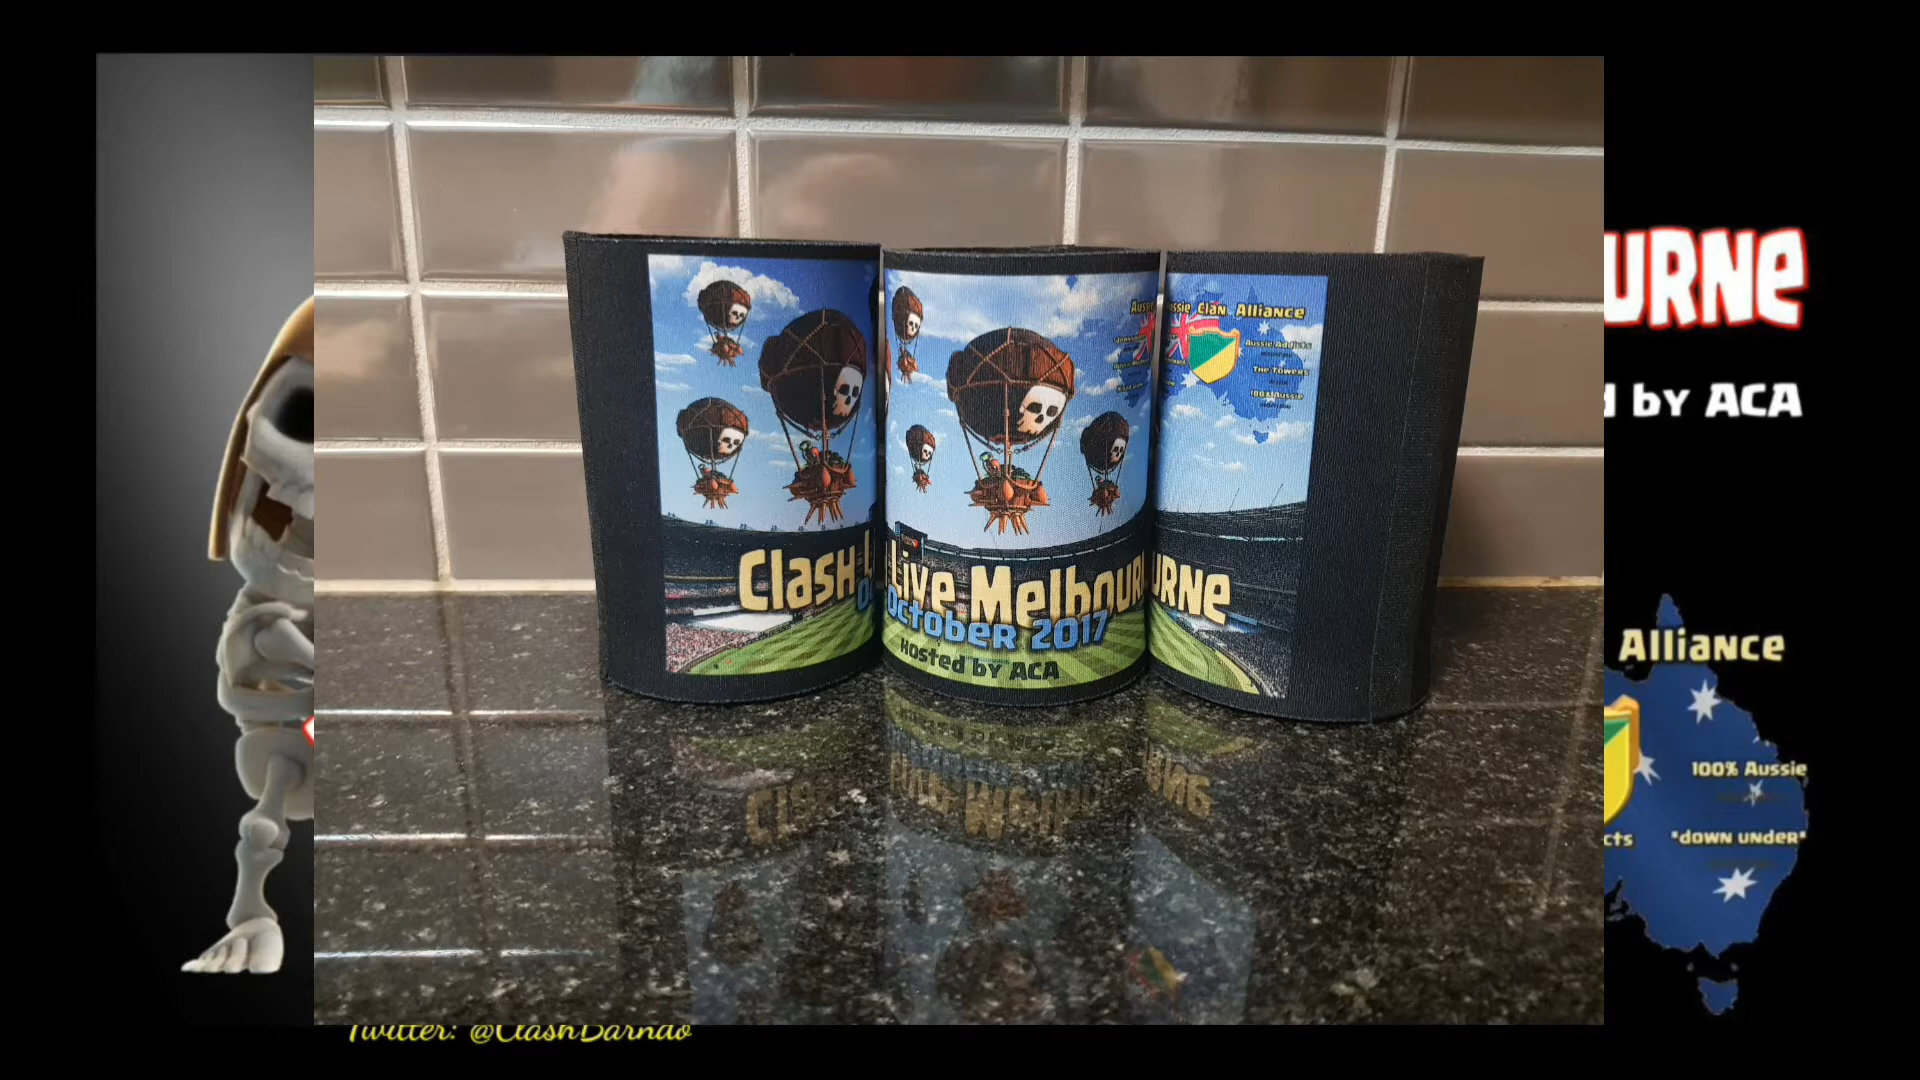 URNE
d by ACA
Aussie Clan Alliance
Aussie Addicts
The Towers
100% Aussie
Clash L
Live Melbour
URNE
October 2017
Hosted by ACA
Alliance
100% Aussie
cts
*down under*
Twitter: @ClashBarndo